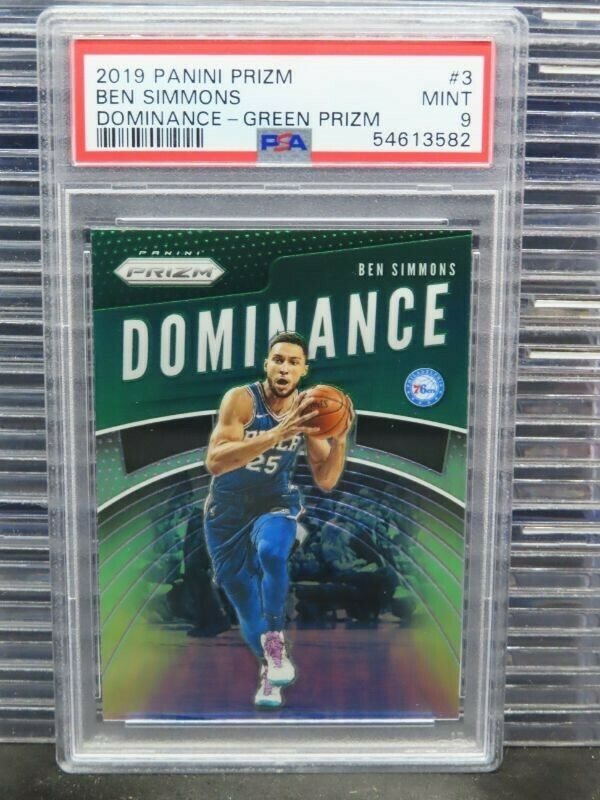 2019 PANINI PRIZM #3
BEN SIMMONS MINT
DOMINANCE - GREEN PRIZM 9
PSA 54613582
PANINI
PRIZM
BEN SIMMONS
DOMINANCE
76ERS
25